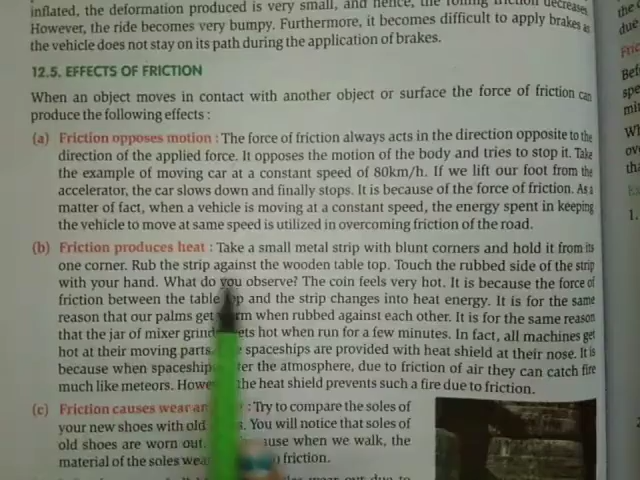 inflated, the deformation produced is very small, and hence, the rolling friction decreases
However, the ride becomes very bumpy. Furthermore, it becomes difficult to apply brakes as
the vehicle does not stay on its path during the application of brakes.
12.5. EFFECTS OF FRICTION
When an object moves in contact with another object or surface the force of friction can
produce the following effects :
(a) Friction opposes motion : The force of friction always acts in the direction opposite to the
direction of the applied force. It opposes the motion of the body and tries to stop it. Take
the example of moving car at a constant speed of 80km/h. If we lift our foot from the
accelerator, the car slows down and finally stops. It is because of the force of friction. As a
matter of fact, when a vehicle is moving at a constant speed, the energy spent in keeping
the vehicle to move at same speed is utilized in overcoming friction of the road.
(b) Friction produces heat : Take a small metal strip with blunt corners and hold it from its
one corner. Rub the strip against the wooden table top. Touch the rubbed side of the strip
with your hand. What do you observe? The coin feels very hot. It is because the force of
friction between the table top and the strip changes into heat energy. It is for the same
reason that our palms get warm when rubbed against each other. It is for the same reason
that the jar of mixer gets hot when run for a few minutes. In fact, all machines get
hot at their moving parts. spaceships are provided with heat shield at their nose. It is
because when the atmosphere, due to friction of air they can catch fire
much like meteors. the heat shield prevents such a fire due to friction.
(c) Friction causes wear : Try to compare the soles of
your new shoes with old You will notice that soles of
old shoes are worn out. when we walk, the
material of the soles friction.
1.